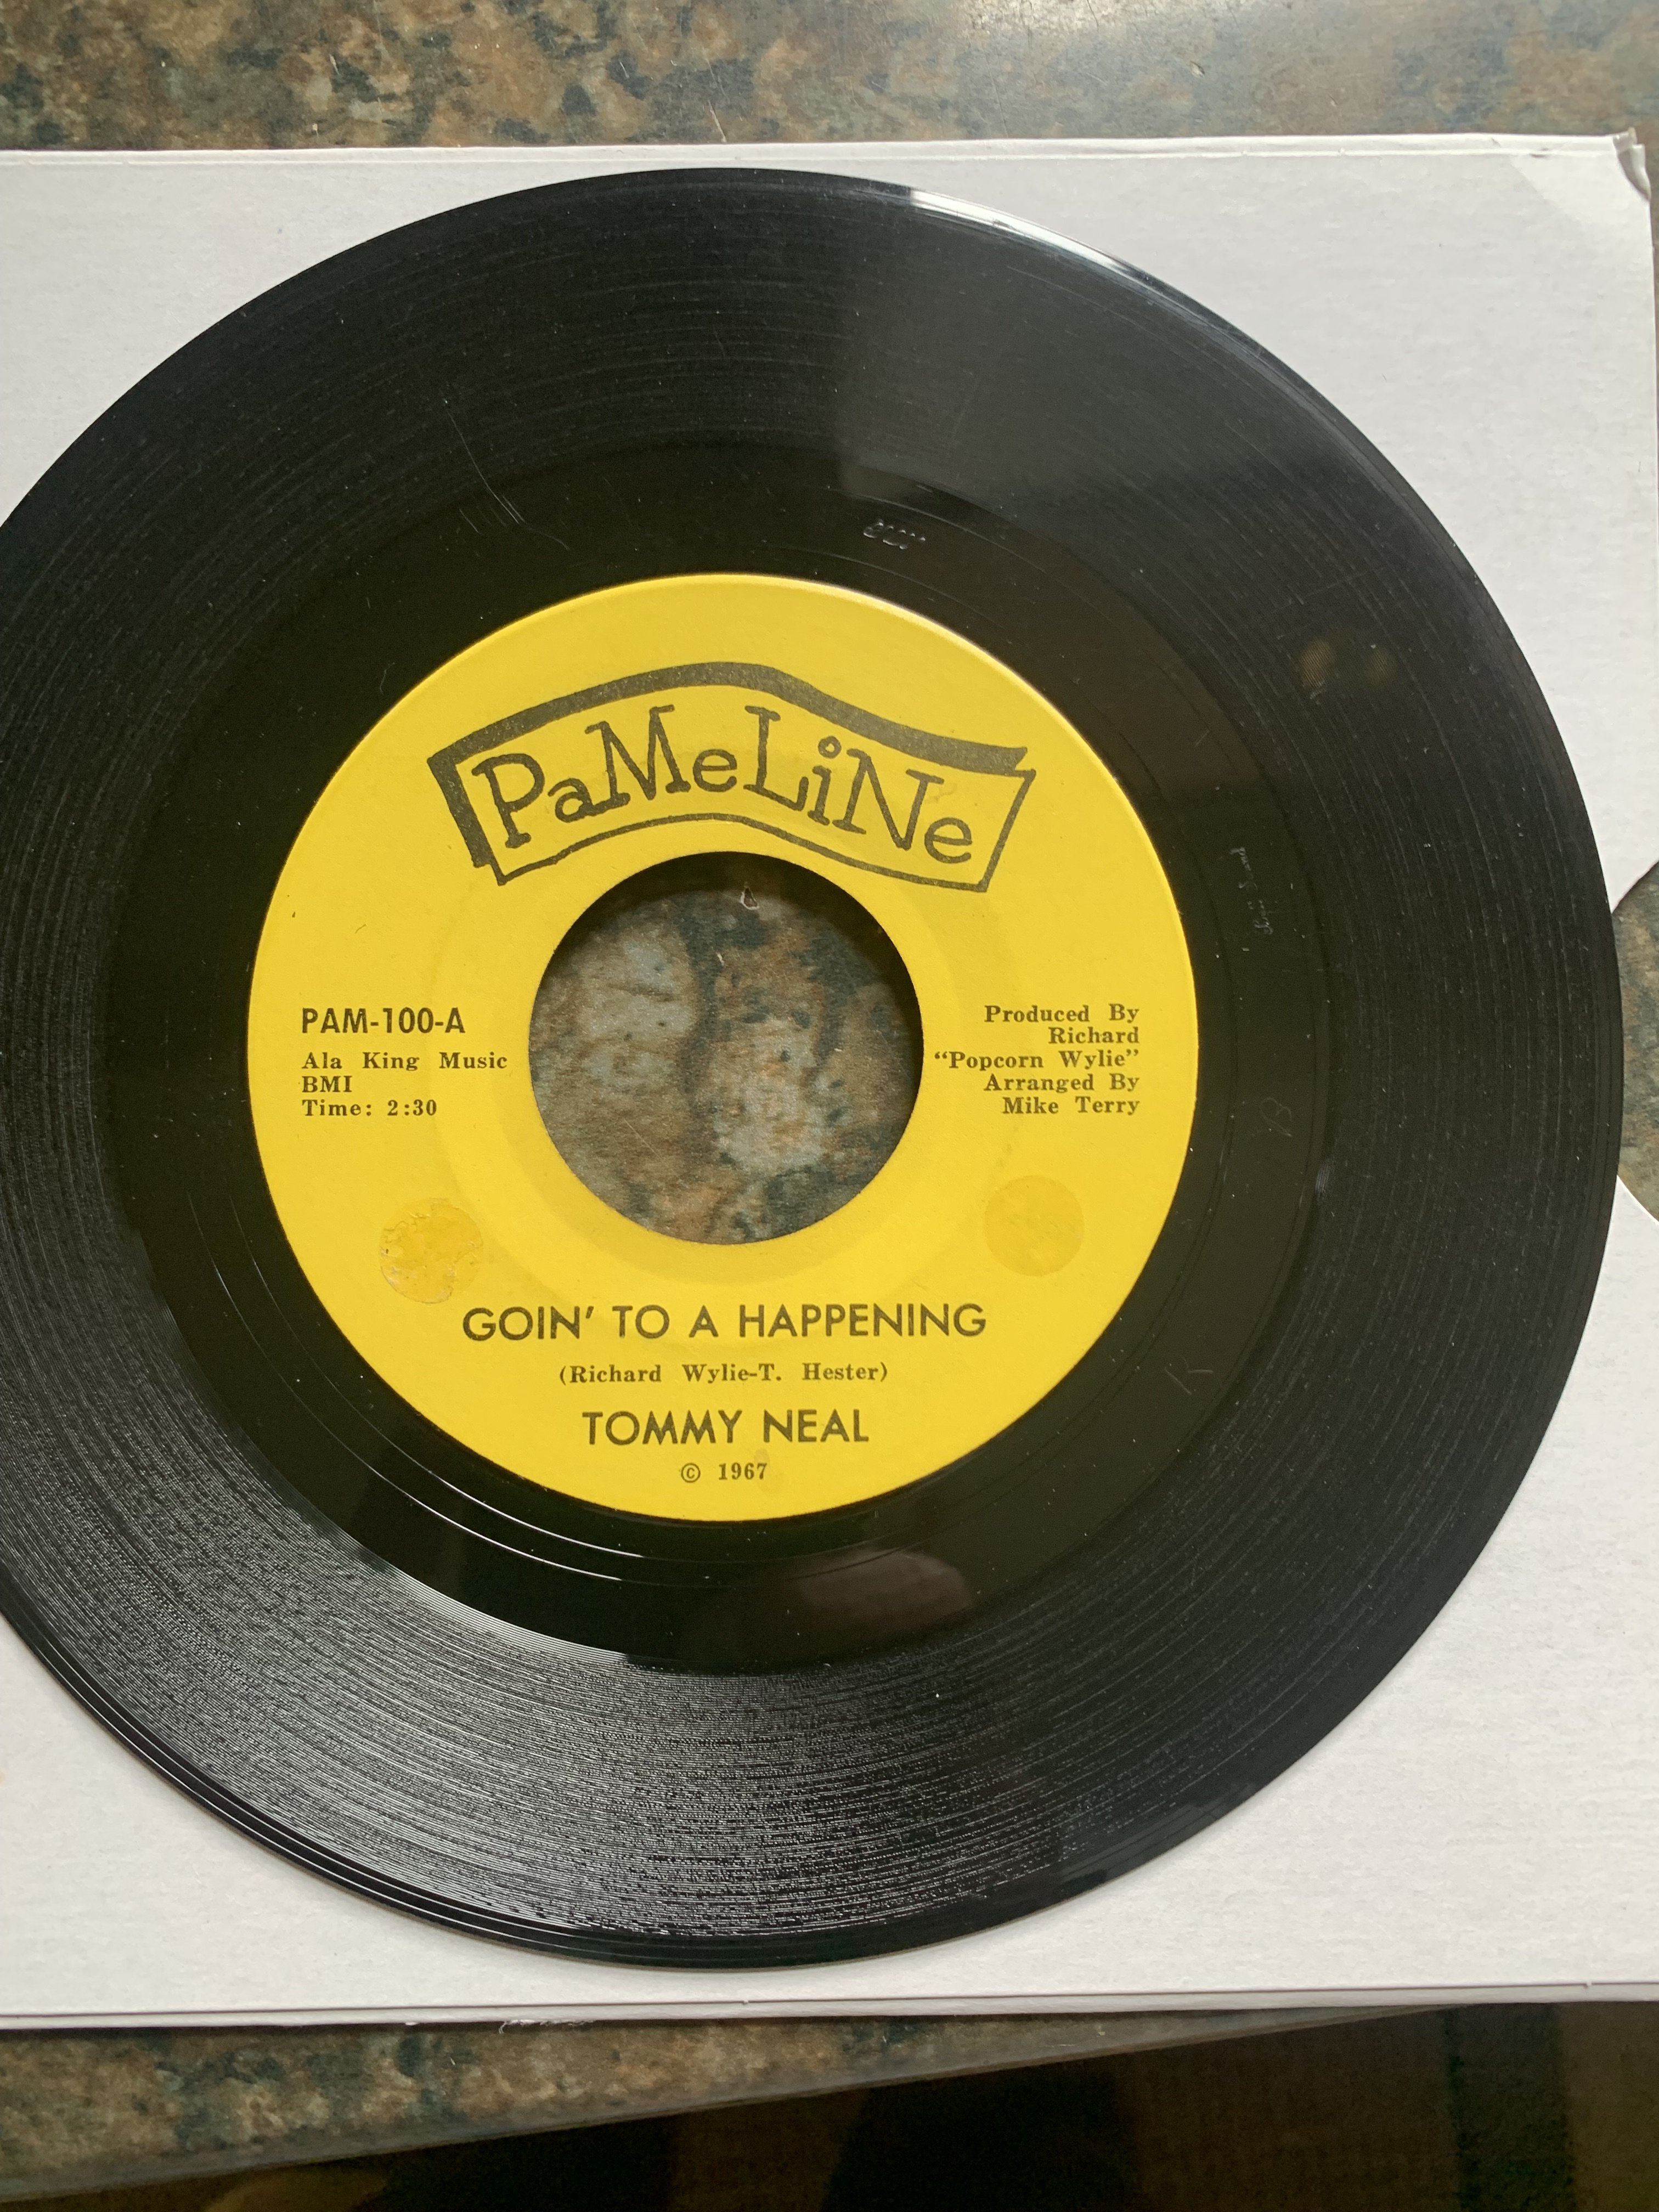 PaMeLiNe
PAM-100-A
Ala King Music
BMI
Time: 2:30
Produced By
Richard
“Popcorn Wylie”
Arranged By
Mike Terry
GOIN’ TO A HAPPENING
(Richard Wylie-T. Hester)
TOMMY NEAL
© 1967